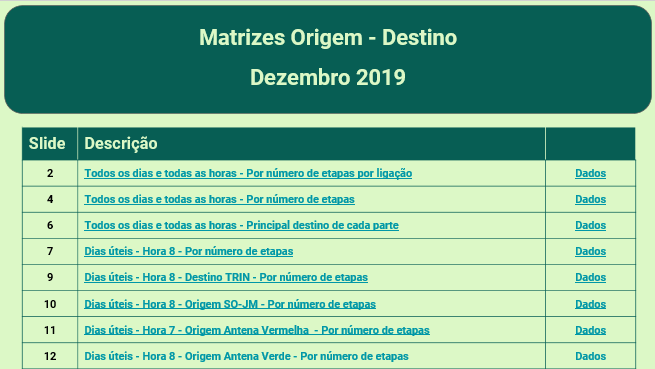 Matrizes Origem - Destino
Dezembro 2019
Slide Descrição
2 Todos os dias e todas as horas - Por número de etapas por ligação Dados
4 Todos os dias e todas as horas - Por número de etapas Dados
6 Todos os dias e todas as horas - Principal destino de cada parte Dados
7 Dias úteis - Hora 8 - Por número de etapas Dados
9 Dias úteis - Hora 8 - Destino TRIN - Por número de etapas Dados
10 Dias úteis - Hora 8 - Origem SO-JM - Por número de etapas Dados
11 Dias úteis - Hora 7 - Origem Antena Vermelha - Por número de etapas Dados
12 Dias úteis - Hora 8 - Origem Antena Verde - Por número de etapas Dados